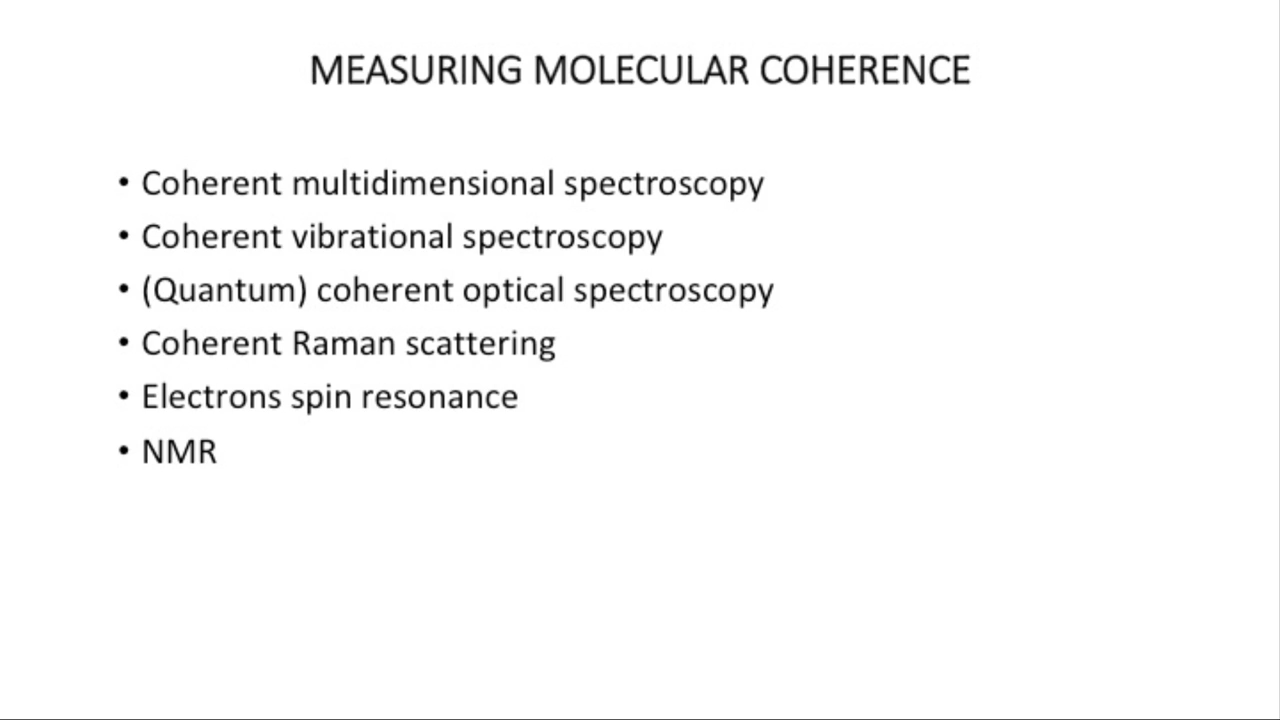 MEASURING MOLECULAR COHERENCE
• Coherent multidimensional spectroscopy
• Coherent vibrational spectroscopy
• (Quantum) coherent optical spectroscopy
• Coherent Raman scattering
• Electrons spin resonance
• NMR